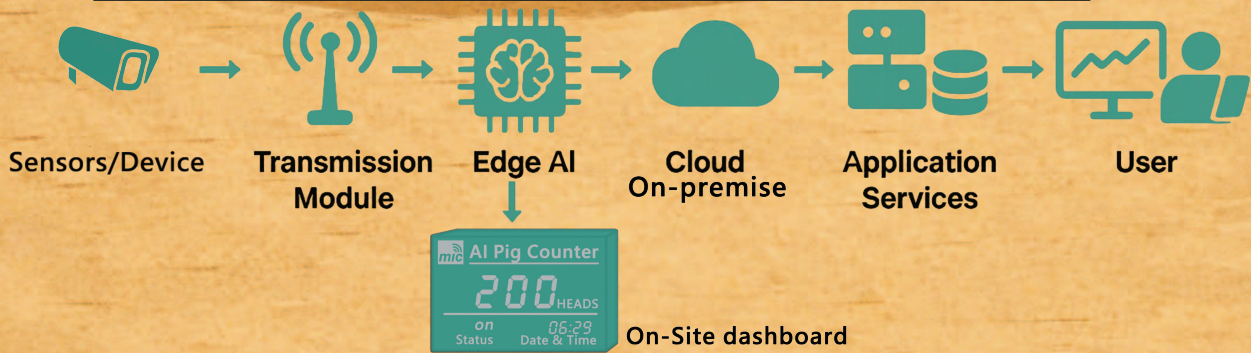 Sensors/Device
Transmission
Module
Edge AI
Cloud
On-premise
Application
Services
User
mic AI Pig Counter
200 HEADS
on 06:29
Status Date & Time
On-Site dashboard